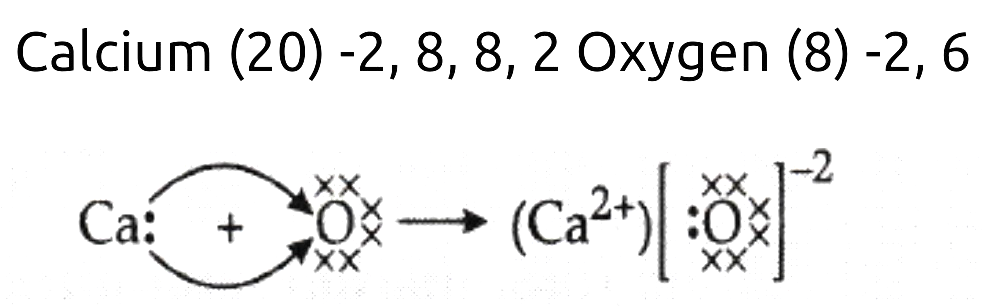 Calcium (20) -2, 8, 8, 2 Oxygen (8) -2, 6
Ca: + ××O×××××  ⟶ (Ca²⁺)[:××O××××]⁻²